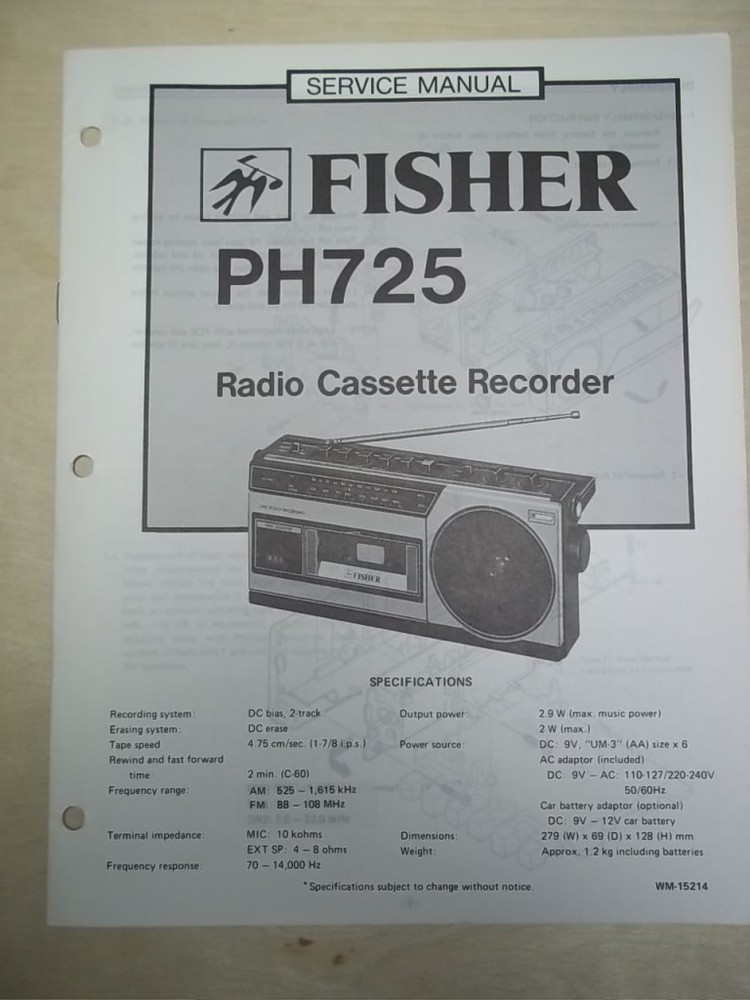 SERVICE MANUAL
FISHER
PH725
Radio Cassette Recorder
FISHER
SPECIFICATIONS
Recording system: DC bias, 2-track
Erasing system: DC erase
Tape speed 4.75 cm/sec. (1-7/8 i.p.s.)
Rewind and fast forward
time: 2 min. (C-60)
Frequency range: AM: 525 – 1,615 kHz
FM: 88 – 108 MHz
Terminal impedance: MIC: 10 kohms
EXT SP: 4 – 8 ohms
Frequency response: 70 – 14,000 Hz
Output power: 2.9 W (max. music power)
2 W (max.)
Power source: DC: 9V, "UM-3" (AA) size x 6
AC adaptor (included)
DC: 9V – AC: 110-127/220-240V
50/60Hz
Car battery adaptor (optional)
DC: 9V – 12V car battery
Dimensions: 279 (W) x 69 (D) x 128 (H) mm
Weight: Approx. 1.2 kg including batteries
*Specifications subject to change without notice.
WM-15214